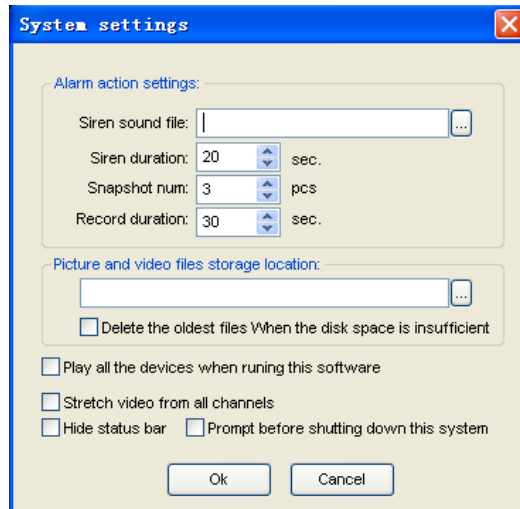 System settings
Alarm action settings:
Siren sound file: ...
Siren duration: 20 sec.
Snapshot num: 3 pcs
Record duration: 30 sec.
Picture and video files storage location:
...
Delete the oldest files When the disk space is insufficient
Play all the devices when runing this software
Stretch video from all channels
Hide status bar Prompt before shutting down this system
Ok Cancel